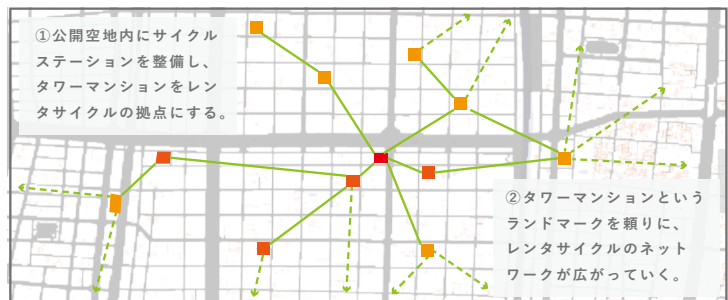 ①公開空地内にサイクル
ステーションを整備し、
タワーマンションをレン
タサイクルの拠点にする。
②タワーマンションという
ランドマークを頼りに、
レンタサイクルのネット
ワークが広がっていく。